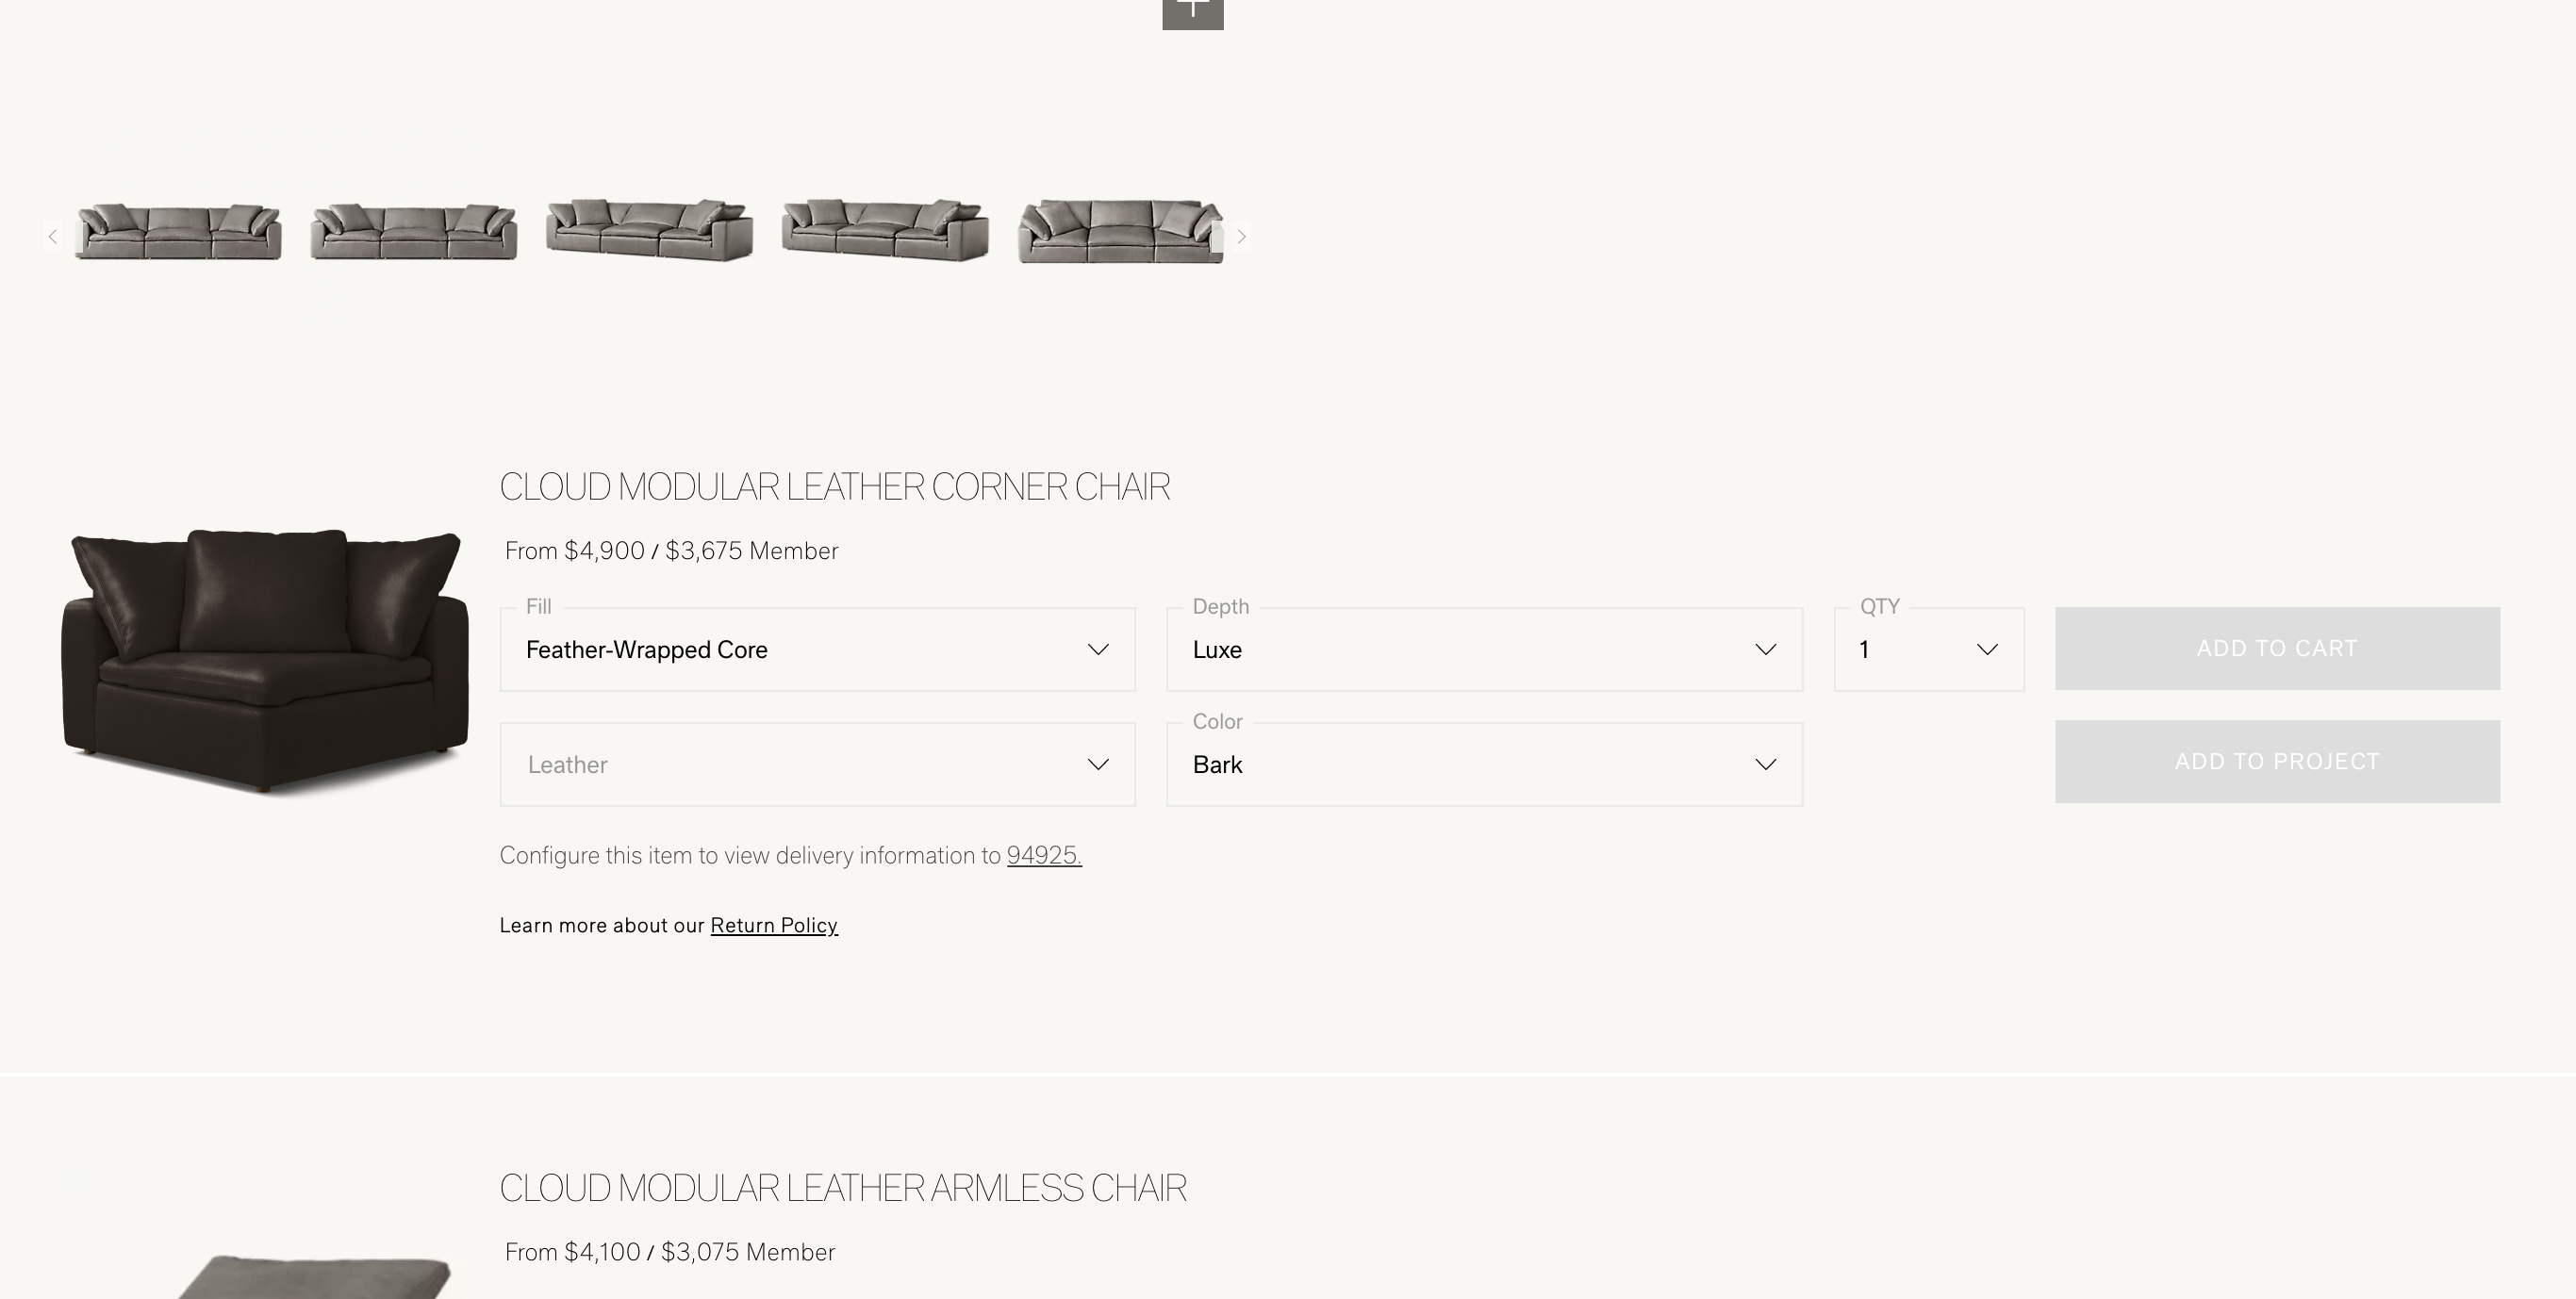 CLOUD MODULAR LEATHER CORNER CHAIR
From $4,900 / $3,675 Member
Fill
Feather-Wrapped Core
Depth
Luxe
QTY
1
ADD TO CART
Leather
Color
Bark
ADD TO PROJECT
Configure this item to view delivery information to 94925.
Learn more about our Return Policy
CLOUD MODULAR LEATHER ARMLESS CHAIR
From $4,100 / $3,075 Member